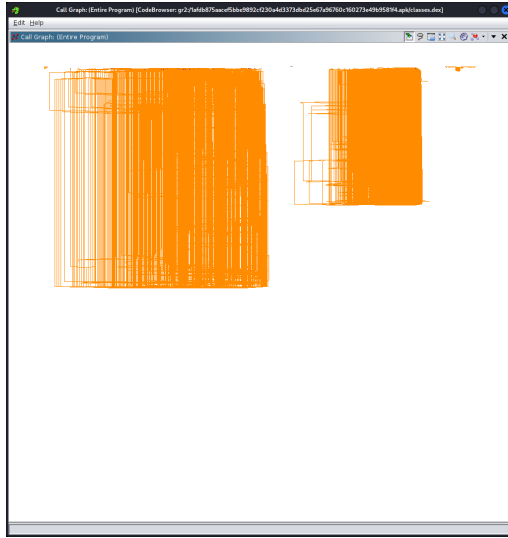 Call Graph: (Entire Program) [CodeBrowser: gr2:/1afdb875aacef5bbe9892cf230a4d3373dbd25e67a96760c160273e49b9581f4.apk/classes.dex]
Edit Help
Call Graph: (Entire Program)